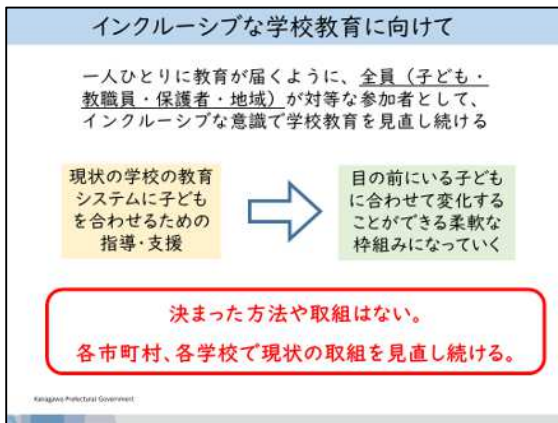 インクルーシブな学校教育に向けて
一人ひとりに教育が届くように、全員（子ども・
教職員・保護者・地域）が対等な参加者として、
インクルーシブな意識で学校教育を見直し続ける
現状の学校の教育
システムに子ども
を合わせるための
指導・支援
目の前にいる子ども
に合わせて変化する
ことができる柔軟な
枠組みになっていく
決まった方法や取組はない。
各市町村、各学校で現状の取組を見直し続ける。
Kanagawa Prefectural Government